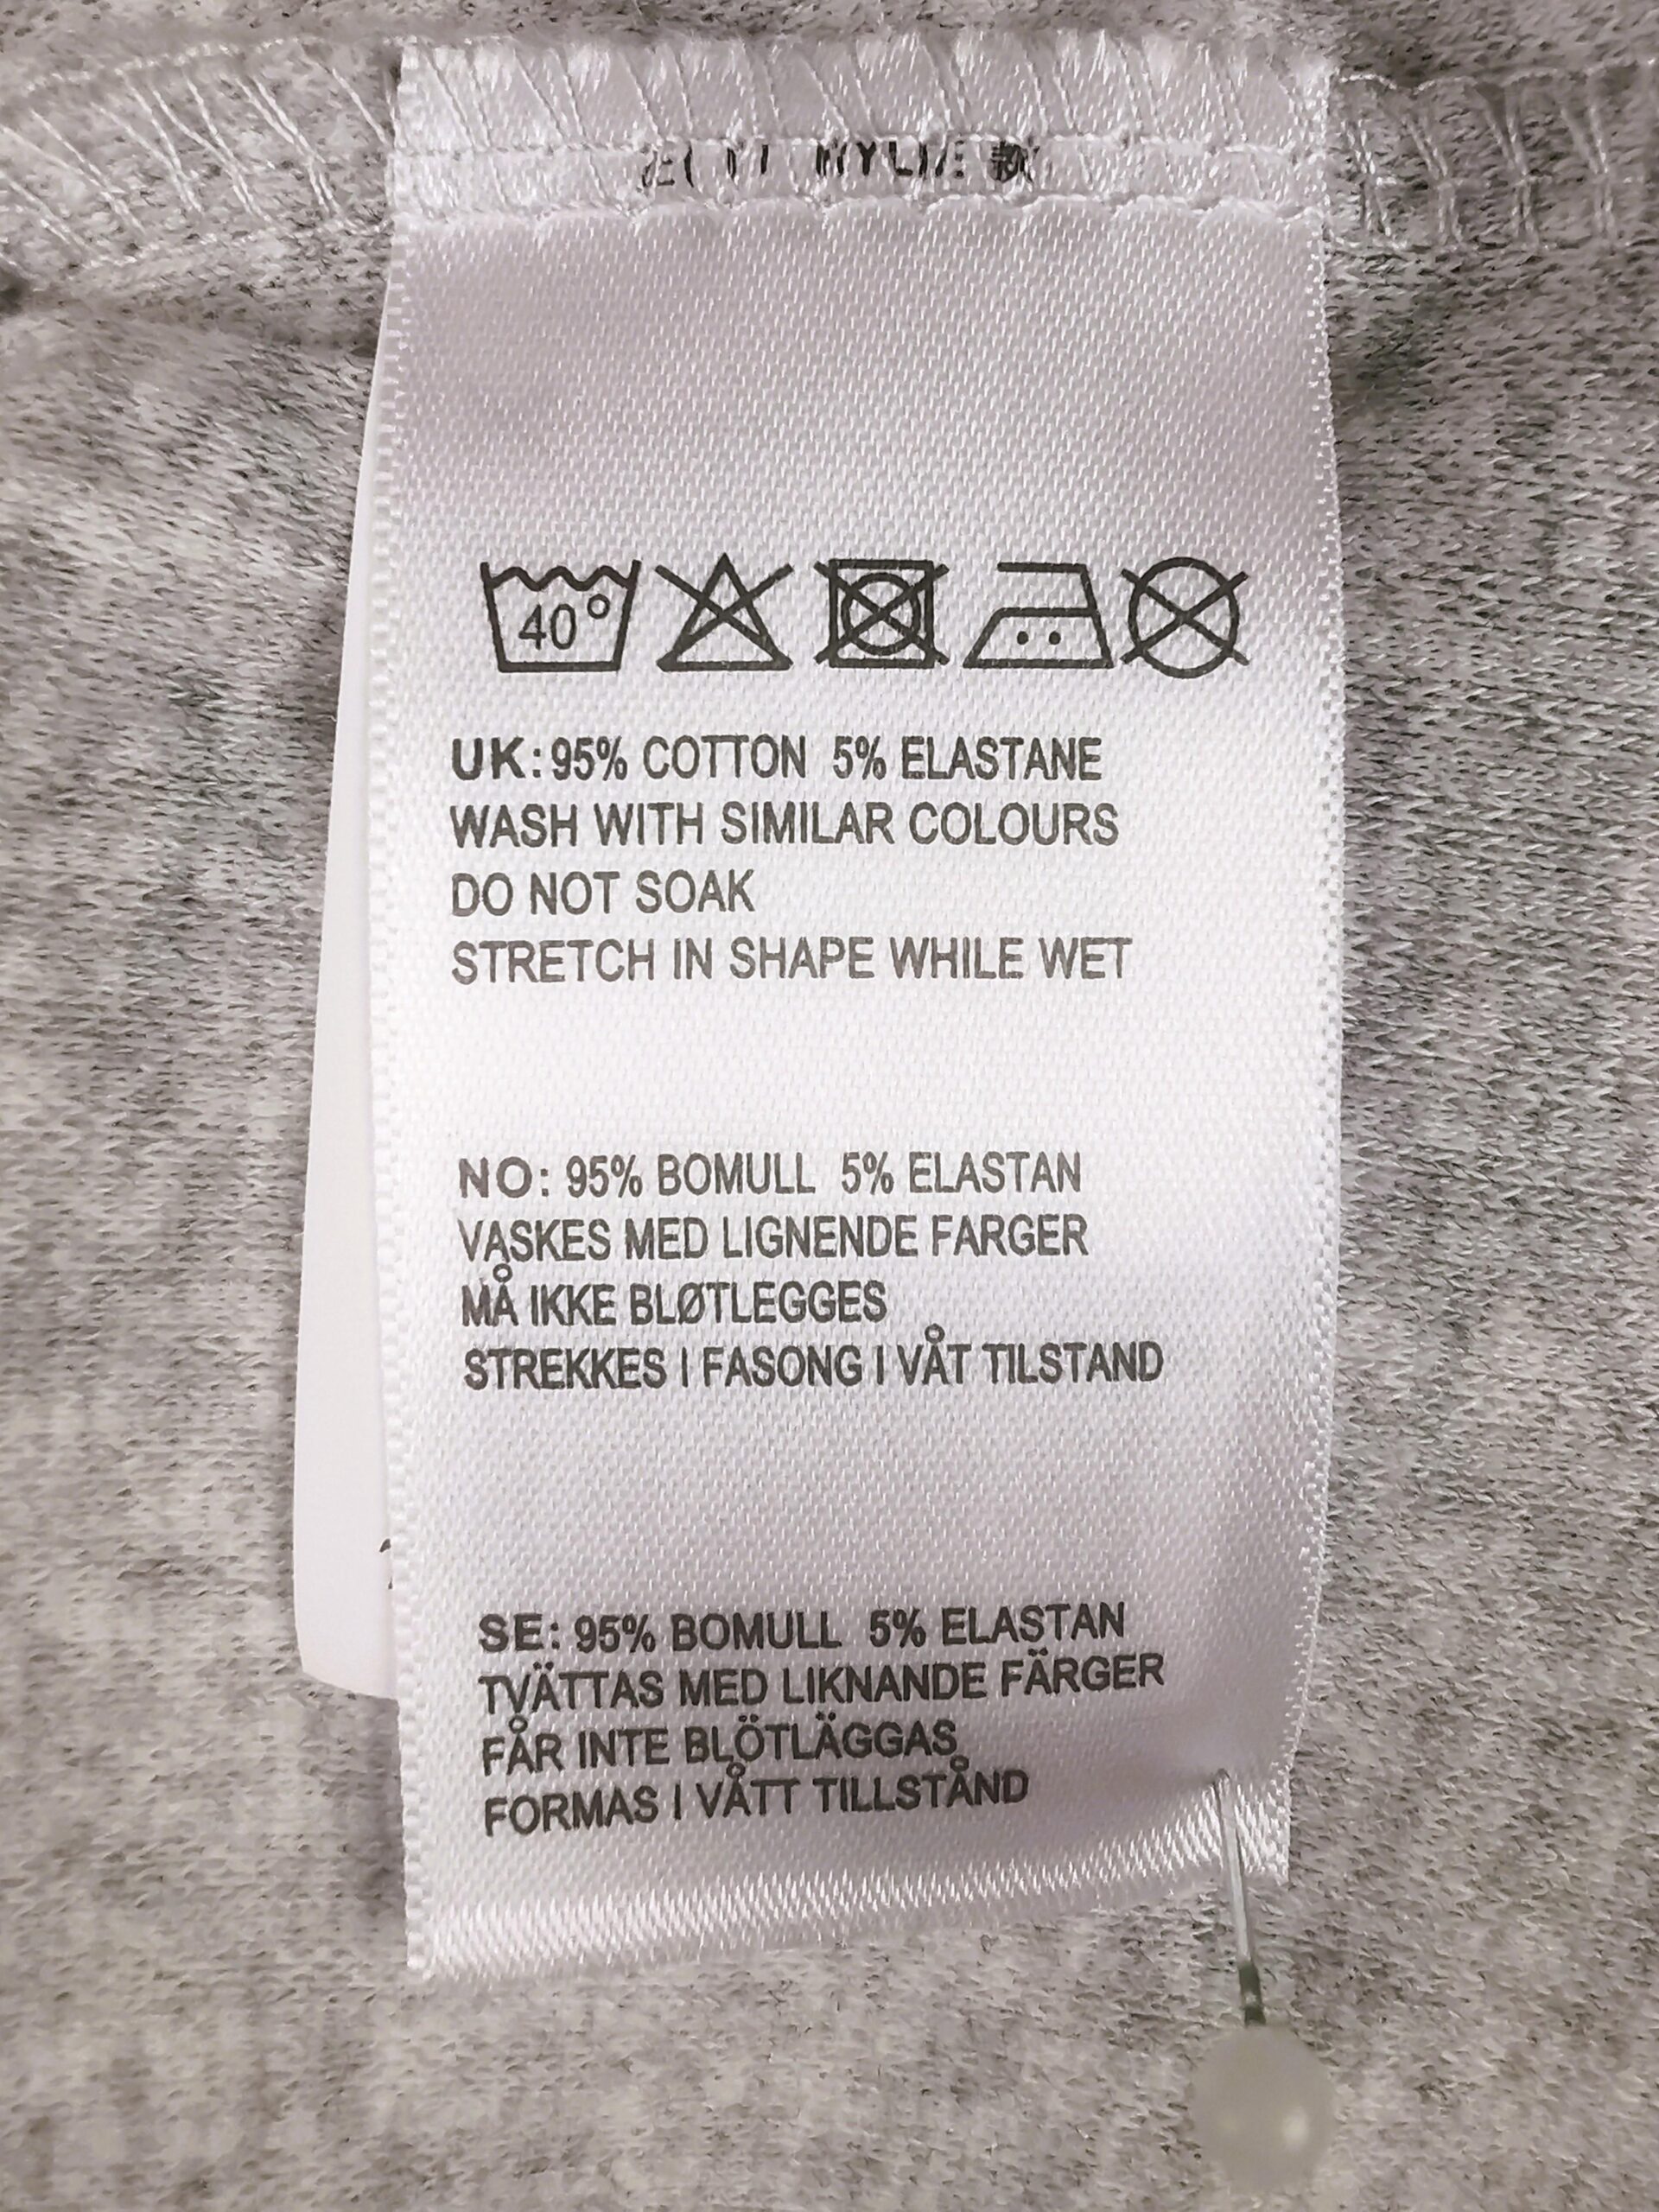 40°
UK: 95% COTTON 5% ELASTANE
WASH WITH SIMILAR COLOURS
DO NOT SOAK
STRETCH IN SHAPE WHILE WET
NO: 95% BOMULL 5% ELASTAN
VASKES MED LIGNENDE FARGER
MÅ IKKE BLØTLEGGES
STREKKES I FASONG I VÅT TILSTAND
SE: 95% BOMULL 5% ELASTAN
TVÄTTAS MED LIKNANDE FÄRGER
FÅR INTE BLÖTLÄGGAS
FORMAS I VÅTT TILLSTÅND